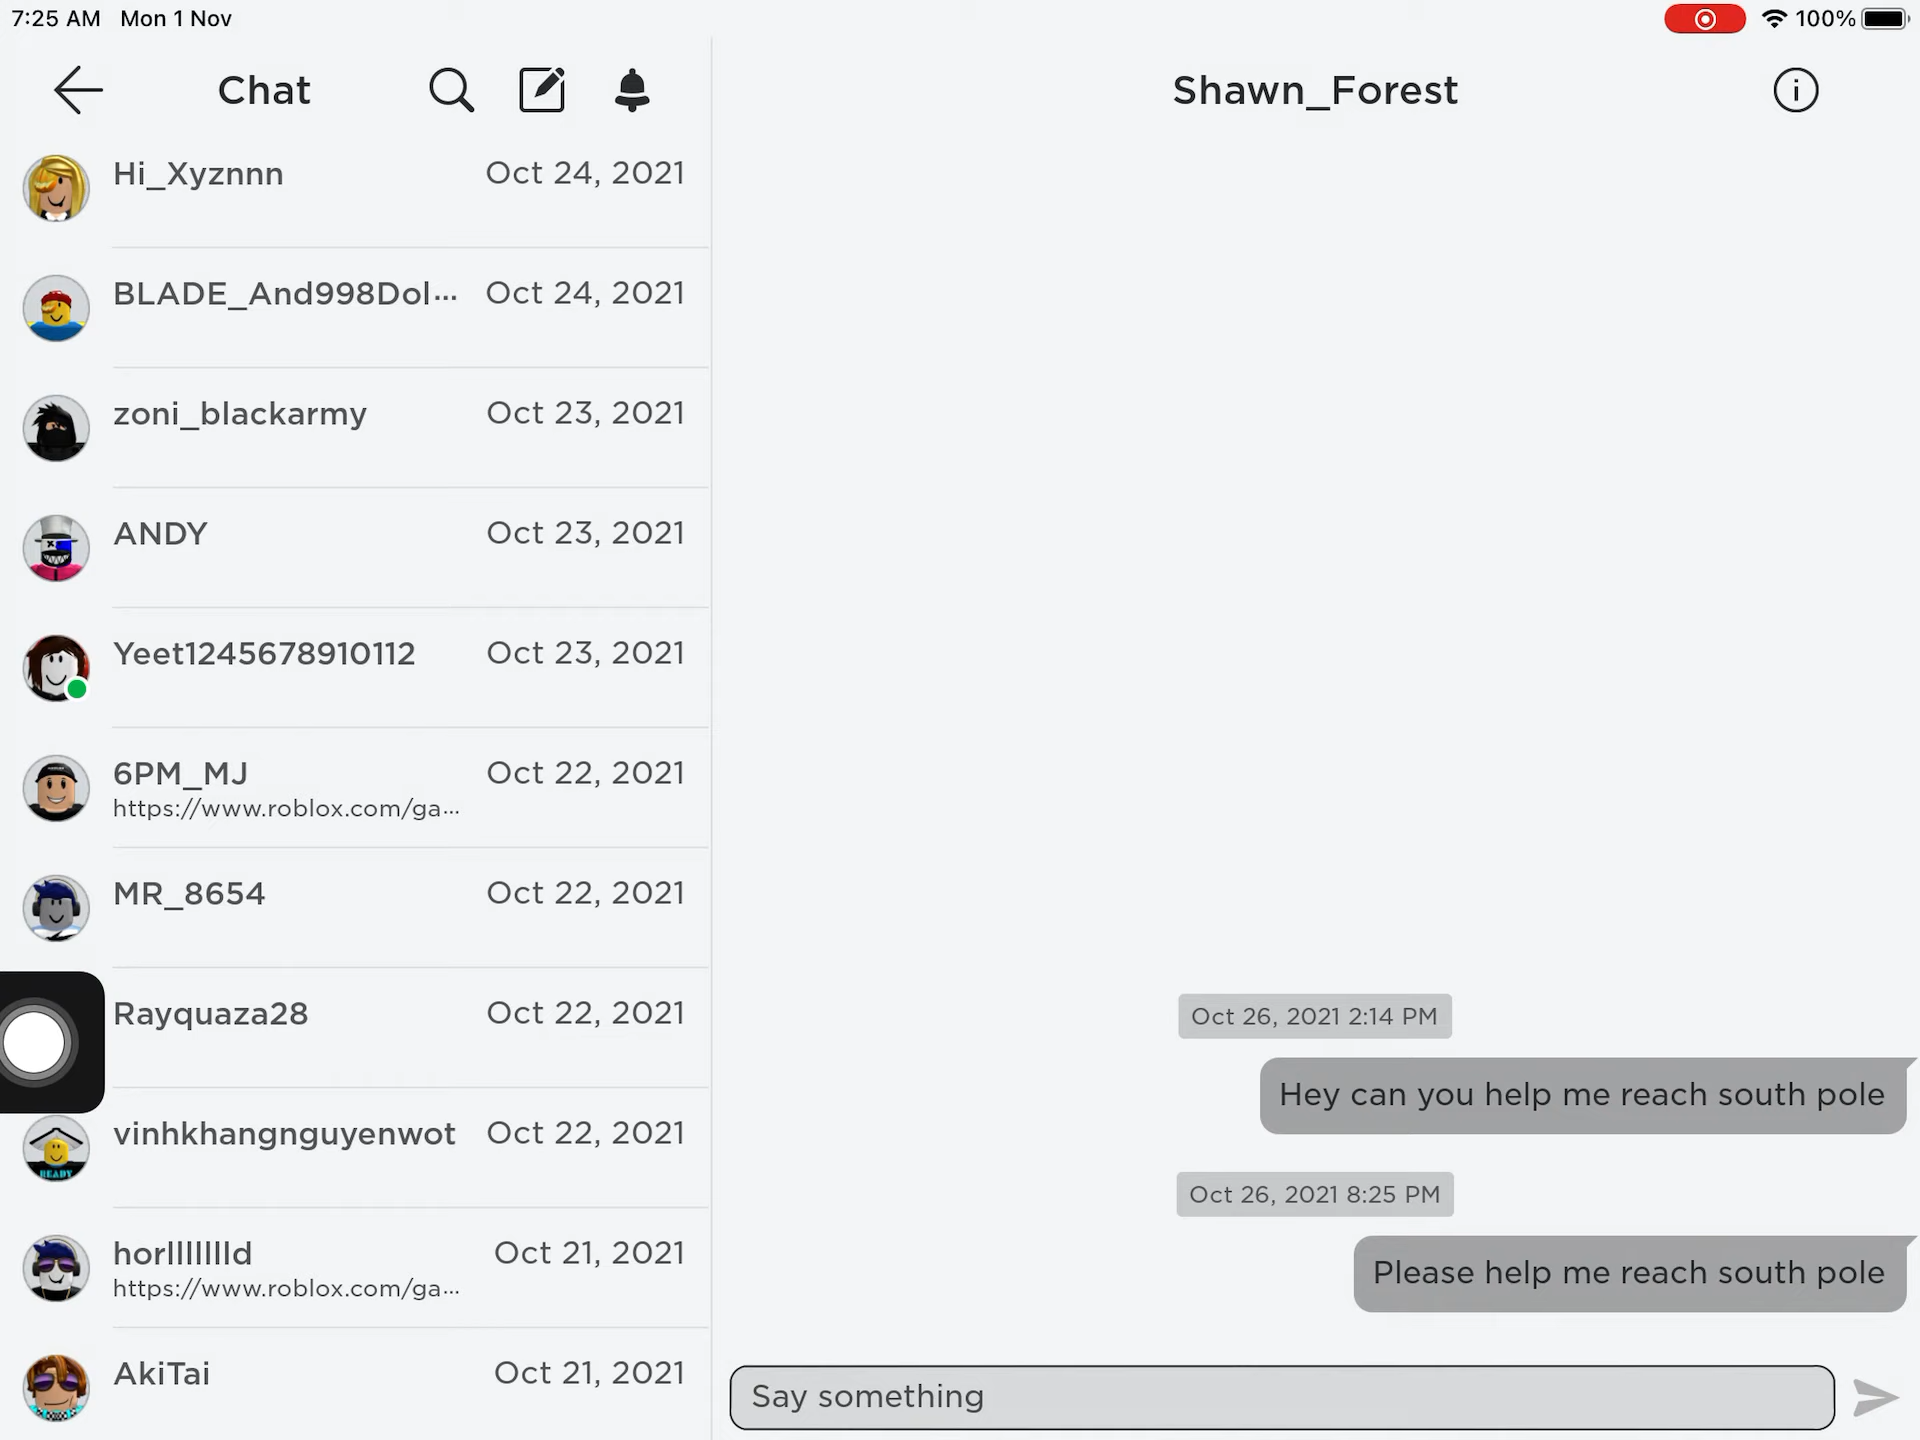 7:25 AM Mon 1 Nov
100%
Chat
Shawn_Forest
Hi_Xyznnn Oct 24, 2021
BLADE_And998Dol... Oct 24, 2021
zoni_blackarmy Oct 23, 2021
ANDY Oct 23, 2021
Yeet1245678910112 Oct 23, 2021
6PM_MJ Oct 22, 2021
https://www.roblox.com/ga...
MR_8654 Oct 22, 2021
Rayquaza28 Oct 22, 2021
vinhkhangnguyenwot Oct 22, 2021
READY
https://www.roblox.com/ga...
Oct 21, 2021
AkiTai Oct 21, 2021
Oct 26, 2021 2:14 PM
Hey can you help me reach south pole
Oct 26, 2021 8:25 PM
Please help me reach south pole
Say something